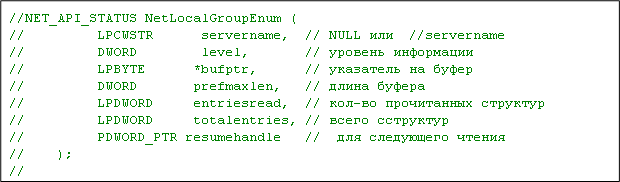 //NET_API_STATUS NetLocalGroupEnum (
// LPCWSTR servername, // NULL или //servername
// DWORD level, // уровень информации
// LPBYTE *bufptr, // указатель на буфер
// DWORD prefmaxlen, // длина буфера
// LPDWORD entriesread, // кол-во прочитанных структур
// LPDWORD totalentries, // всего сструктур
// PDWORD_PTR resumehandle // для следующего чтения
// );
//